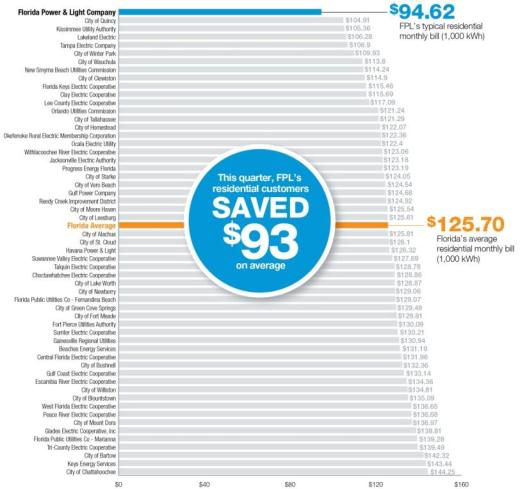 Florida Power & Light Company
$94.62
FPL's typical residential
monthly bill (1,000 kWh)
City of Quincy $104.91
Kissimmee Utility Authority $105.36
Lakeland Electric $106.28
Tampa Electric Company $106.9
City of Winter Park $109.93
City of Wauchula $113.8
New Smyrna Beach Utilities Commission $114.24
City of Clewiston $114.9
Florida Keys Electric Cooperative $115.46
Clay Electric Cooperative $115.69
Lee County Electric Cooperative $117.09
Orlando Utilities Commission $121.24
City of Tallahassee $121.29
City of Homestead $122.07
Okefenoke Rural Electric Membership Corporation $122.36
Ocala Electric Utility $122.4
Withlacoochee River Electric Cooperative $123.06
Jacksonville Electric Authority $123.18
Progress Energy Florida $123.19
City of Starke $124.05
City of Vero Beach $124.54
Gulf Power Company $124.68
Reedy Creek Improvement District $124.92
City of Moore Haven $125.54
City of Leesburg $125.61
This quarter, FPL's
residential customers
SAVED
$93
on average
Florida Average
$125.70
Florida's average
residential monthly bill
(1,000 kWh)
City of Alachua $125.81
City of St. Cloud $126.1
Havana Power & Light $126.32
Suwannee Valley Electric Cooperative $127.69
Talquin Electric Cooperative $128.78
Choctawhatchee Electric Cooperative $128.86
City of Lake Worth $128.87
City of Newberry $129.06
Florida Public Utilities Co - Fernandina Beach $129.07
City of Green Cove Springs $129.48
City of Fort Meade $129.81
Fort Pierce Utilities Authority $130.09
Sumter Electric Cooperative $130.21
Gainesville Regional Utilities $130.94
Beaches Energy Services $131.19
Central Florida Electric Cooperative $131.96
City of Bushnell $132.36
Gulf Coast Electric Cooperative $133.14
Escambia River Electric Cooperative $134.36
City of Williston $134.81
City of Blountstown $135.09
West Florida Electric Cooperative $136.65
Peace River Electric Cooperative $136.68
City of Mount Dora $136.97
Glades Electric Cooperative, Inc $138.81
Florida Public Utilities Co - Marianna $139.28
Tri-County Electric Cooperative $139.49
City of Bartow $142.32
Keys Energy Services $143.44
City of Chattahoochee $144.25
$0 $40 $80 $120 $160